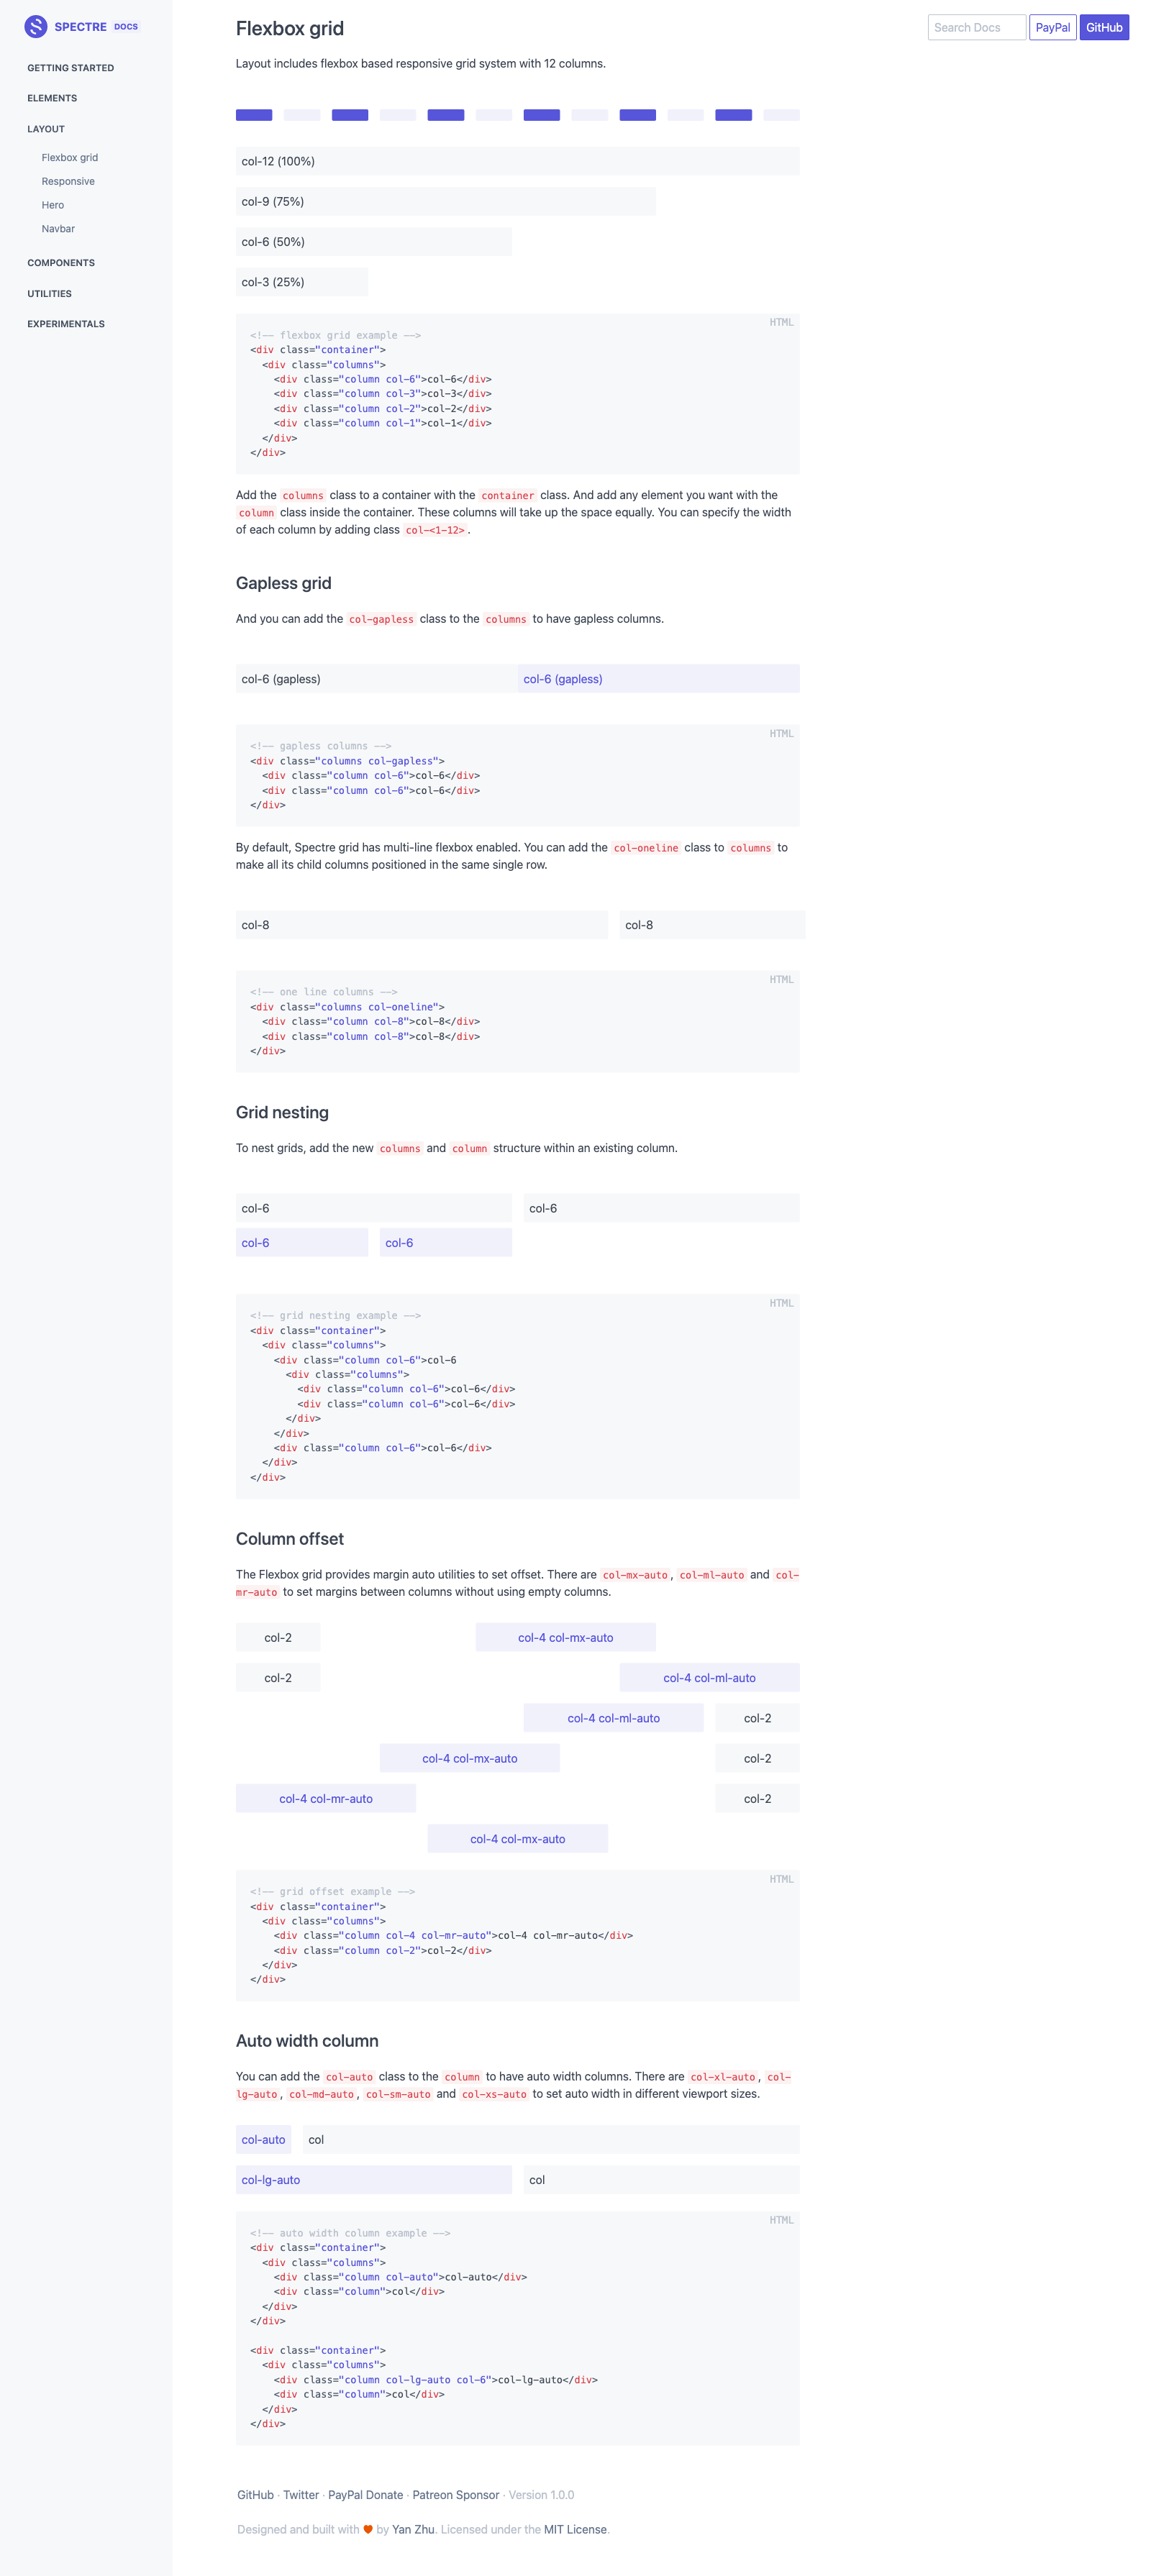 SPECTRE DOCS
GETTING STARTED
ELEMENTS
LAYOUT
Flexbox grid
Responsive
Hero
Navbar
COMPONENTS
UTILITIES
EXPERIMENTALS
Flexbox grid
Search Docs PayPal GitHub
Layout includes flexbox based responsive grid system with 12 columns.
col-12 (100%)
col-9 (75%)
col-6 (50%)
col-3 (25%)
HTML
<!-- flexbox grid example -->
<div class="container">
  <div class="columns">
    <div class="column col-6">col-6</div>
    <div class="column col-3">col-3</div>
    <div class="column col-2">col-2</div>
    <div class="column col-1">col-1</div>
  </div>
</div>
Add the columns class to a container with the container class. And add any element you want with the
column class inside the container. These columns will take up the space equally. You can specify the width
of each column by adding class col-<1-12>.
Gapless grid
And you can add the col-gapless class to the columns to have gapless columns.
col-6 (gapless) col-6 (gapless)
HTML
<!-- gapless columns -->
<div class="columns col-gapless">
  <div class="column col-6">col-6</div>
  <div class="column col-6">col-6</div>
</div>
By default, Spectre grid has multi-line flexbox enabled. You can add the col-oneline class to columns to
make all its child columns positioned in the same single row.
col-8 col-8
HTML
<!-- one line columns -->
<div class="columns col-oneline">
  <div class="column col-8">col-8</div>
  <div class="column col-8">col-8</div>
</div>
Grid nesting
To nest grids, add the new columns and column structure within an existing column.
col-6 col-6
col-6 col-6
HTML
<!-- grid nesting example -->
<div class="container">
  <div class="columns">
    <div class="column col-6">col-6
      <div class="columns">
        <div class="column col-6">col-6</div>
        <div class="column col-6">col-6</div>
      </div>
    </div>
    <div class="column col-6">col-6</div>
  </div>
</div>
Column offset
The Flexbox grid provides margin auto utilities to set offset. There are col-mx-auto, col-ml-auto and col-
mr-auto to set margins between columns without using empty columns.
col-2 col-4 col-mx-auto
col-2 col-4 col-ml-auto
col-4 col-ml-auto col-2
col-4 col-mx-auto col-2
col-4 col-mr-auto col-2
col-4 col-mx-auto
HTML
<!-- grid offset example -->
<div class="container">
  <div class="columns">
    <div class="column col-4 col-mr-auto">col-4 col-mr-auto</div>
    <div class="column col-2">col-2</div>
  </div>
</div>
Auto width column
You can add the col-auto class to the column to have auto width columns. There are col-xl-auto, col-
lg-auto, col-md-auto, col-sm-auto and col-xs-auto to set auto width in different viewport sizes.
col-auto col
col-lg-auto col
HTML
<!-- auto width column example -->
<div class="container">
  <div class="columns">
    <div class="column col-auto">col-auto</div>
    <div class="column">col</div>
  </div>
</div>
<div class="container">
  <div class="columns">
    <div class="column col-lg-auto col-6">col-lg-auto</div>
    <div class="column">col</div>
  </div>
</div>
GitHub · Twitter · PayPal Donate · Patreon Sponsor · Version 1.0.0
Designed and built with ♥ by Yan Zhu. Licensed under the MIT License.